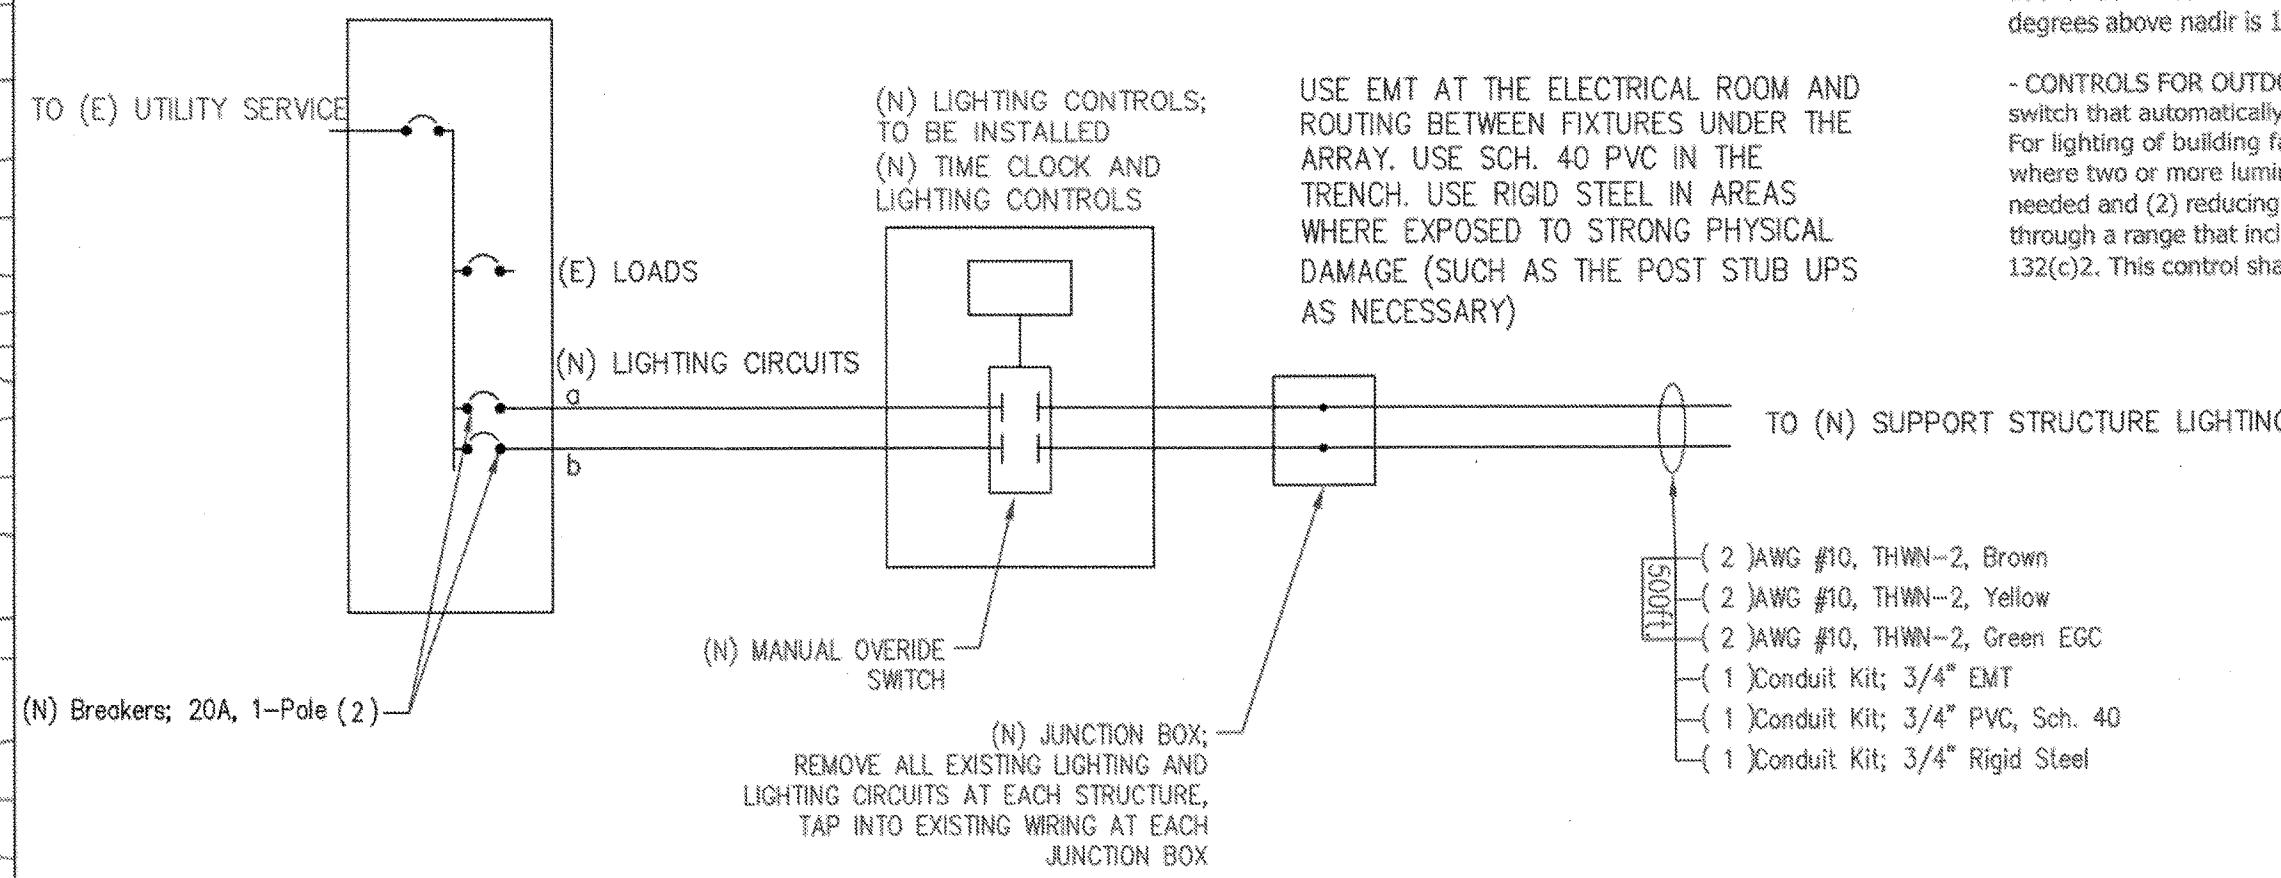 TO (E) UTILITY SERVICE
(E) LOADS
(N) LIGHTING CIRCUITS
a
b
(N) Breakers; 20A, 1-Pole (2)
(N) LIGHTING CONTROLS;
TO BE INSTALLED
(N) TIME CLOCK AND
LIGHTING CONTROLS
(N) MANUAL OVERIDE
SWITCH
(N) JUNCTION BOX;
REMOVE ALL EXISTING LIGHTING AND
LIGHTING CIRCUITS AT EACH STRUCTURE,
TAP INTO EXISTING WIRING AT EACH
JUNCTION BOX
USE EMT AT THE ELECTRICAL ROOM AND
ROUTING BETWEEN FIXTURES UNDER THE
ARRAY. USE SCH. 40 PVC IN THE
TRENCH. USE RIGID STEEL IN AREAS
WHERE EXPOSED TO STRONG PHYSICAL
DAMAGE (SUCH AS THE POST STUB UPS
AS NECESSARY)
TO (N) SUPPORT STRUCTURE LIGHTING
500ft.
( 2 )AWG #10, THWN-2, Brown
( 2 )AWG #10, THWN-2, Yellow
( 2 )AWG #10, THWN-2, Green EGC
( 1 )Conduit Kit; 3/4" EMT
( 1 )Conduit Kit; 3/4" PVC, Sch. 40
( 1 )Conduit Kit; 3/4" Rigid Steel
degrees above nadir is 1
- CONTROLS FOR OUTD
switch that automatically
For lighting of building
where two or more
needed and (2) reducing
through a range that
132(c)2. This control